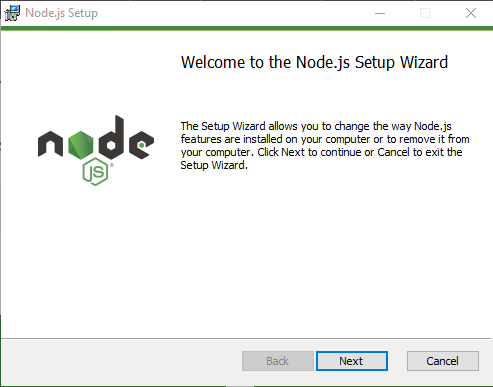 Node.js Setup
Welcome to the Node.js Setup Wizard
The Setup Wizard allows you to change the way Node.js
features are installed on your computer or to remove it from
your computer. Click Next to continue or Cancel to exit the
Setup Wizard.
node
JS
®
Back
Next
Cancel